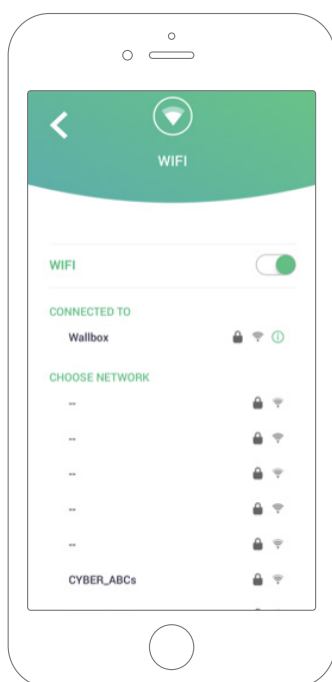 WIFI
WIFI
CONNECTED TO
Wallbox
CHOOSE NETWORK
--
--
--
--
--
CYBER_ABCs